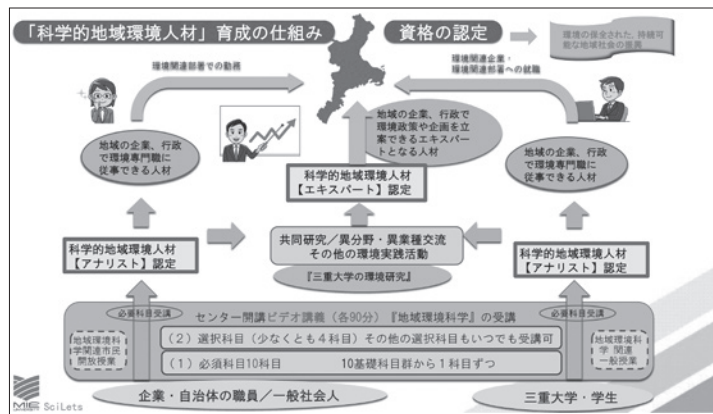 「科学的地域環境人材」育成の仕組み
資格の認定
環境の保全された、持続可
能な地域社会の発展
環境関連部署での勤務
環境関連企業・
環境関連部署への就職
地域の企業、行政
で環境専門職に
従事できる人材
地域の企業、行政で
環境政策や企画を立
案できるエキスパー
トとなる人材
地域の企業、行政
で環境専門職に
従事できる人材
科学的地域環境人材
【エキスパート】認定
科学的地域環境人材
【アナリスト】認定
共同研究/異分野・異業種交流
その他の環境実践活動
『三重大学の環境研究』
科学的地域環境人材
【アナリスト】認定
必要科目受講
センター開講ビデオ講義(各90分)『地域環境科学』の受講
必要科目受講
地域環境科
学関連市民
開放授業
(2)選択科目(少なくとも4科目)その他の選択科目もいつでも受講可
(1)必須科目10科目 10基礎科目群から1科目ずつ
地域環境科
学 関連
一般授業
企業・自治体の職員/一般社会人
三重大学・学生
SciLets